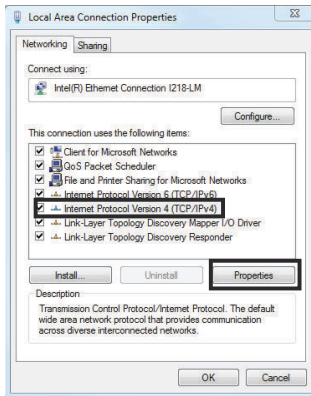 Local Area Connection Properties
Networking Sharing
Connect using:
Intel(R) Ethernet Connection I218-LM
Configure...
This connection uses the following items:
Client for Microsoft Networks
QoS Packet Scheduler
File and Printer Sharing for Microsoft Networks
Internet Protocol Version 6 (TCP/IPv6)
Internet Protocol Version 4 (TCP/IPv4)
Link-Layer Topology Discovery Mapper I/O Driver
Link-Layer Topology Discovery Responder
Install... Uninstall Properties
Description
Transmission Control Protocol/Internet Protocol. The default
wide area network protocol that provides communication
across diverse interconnected networks.
OK Cancel